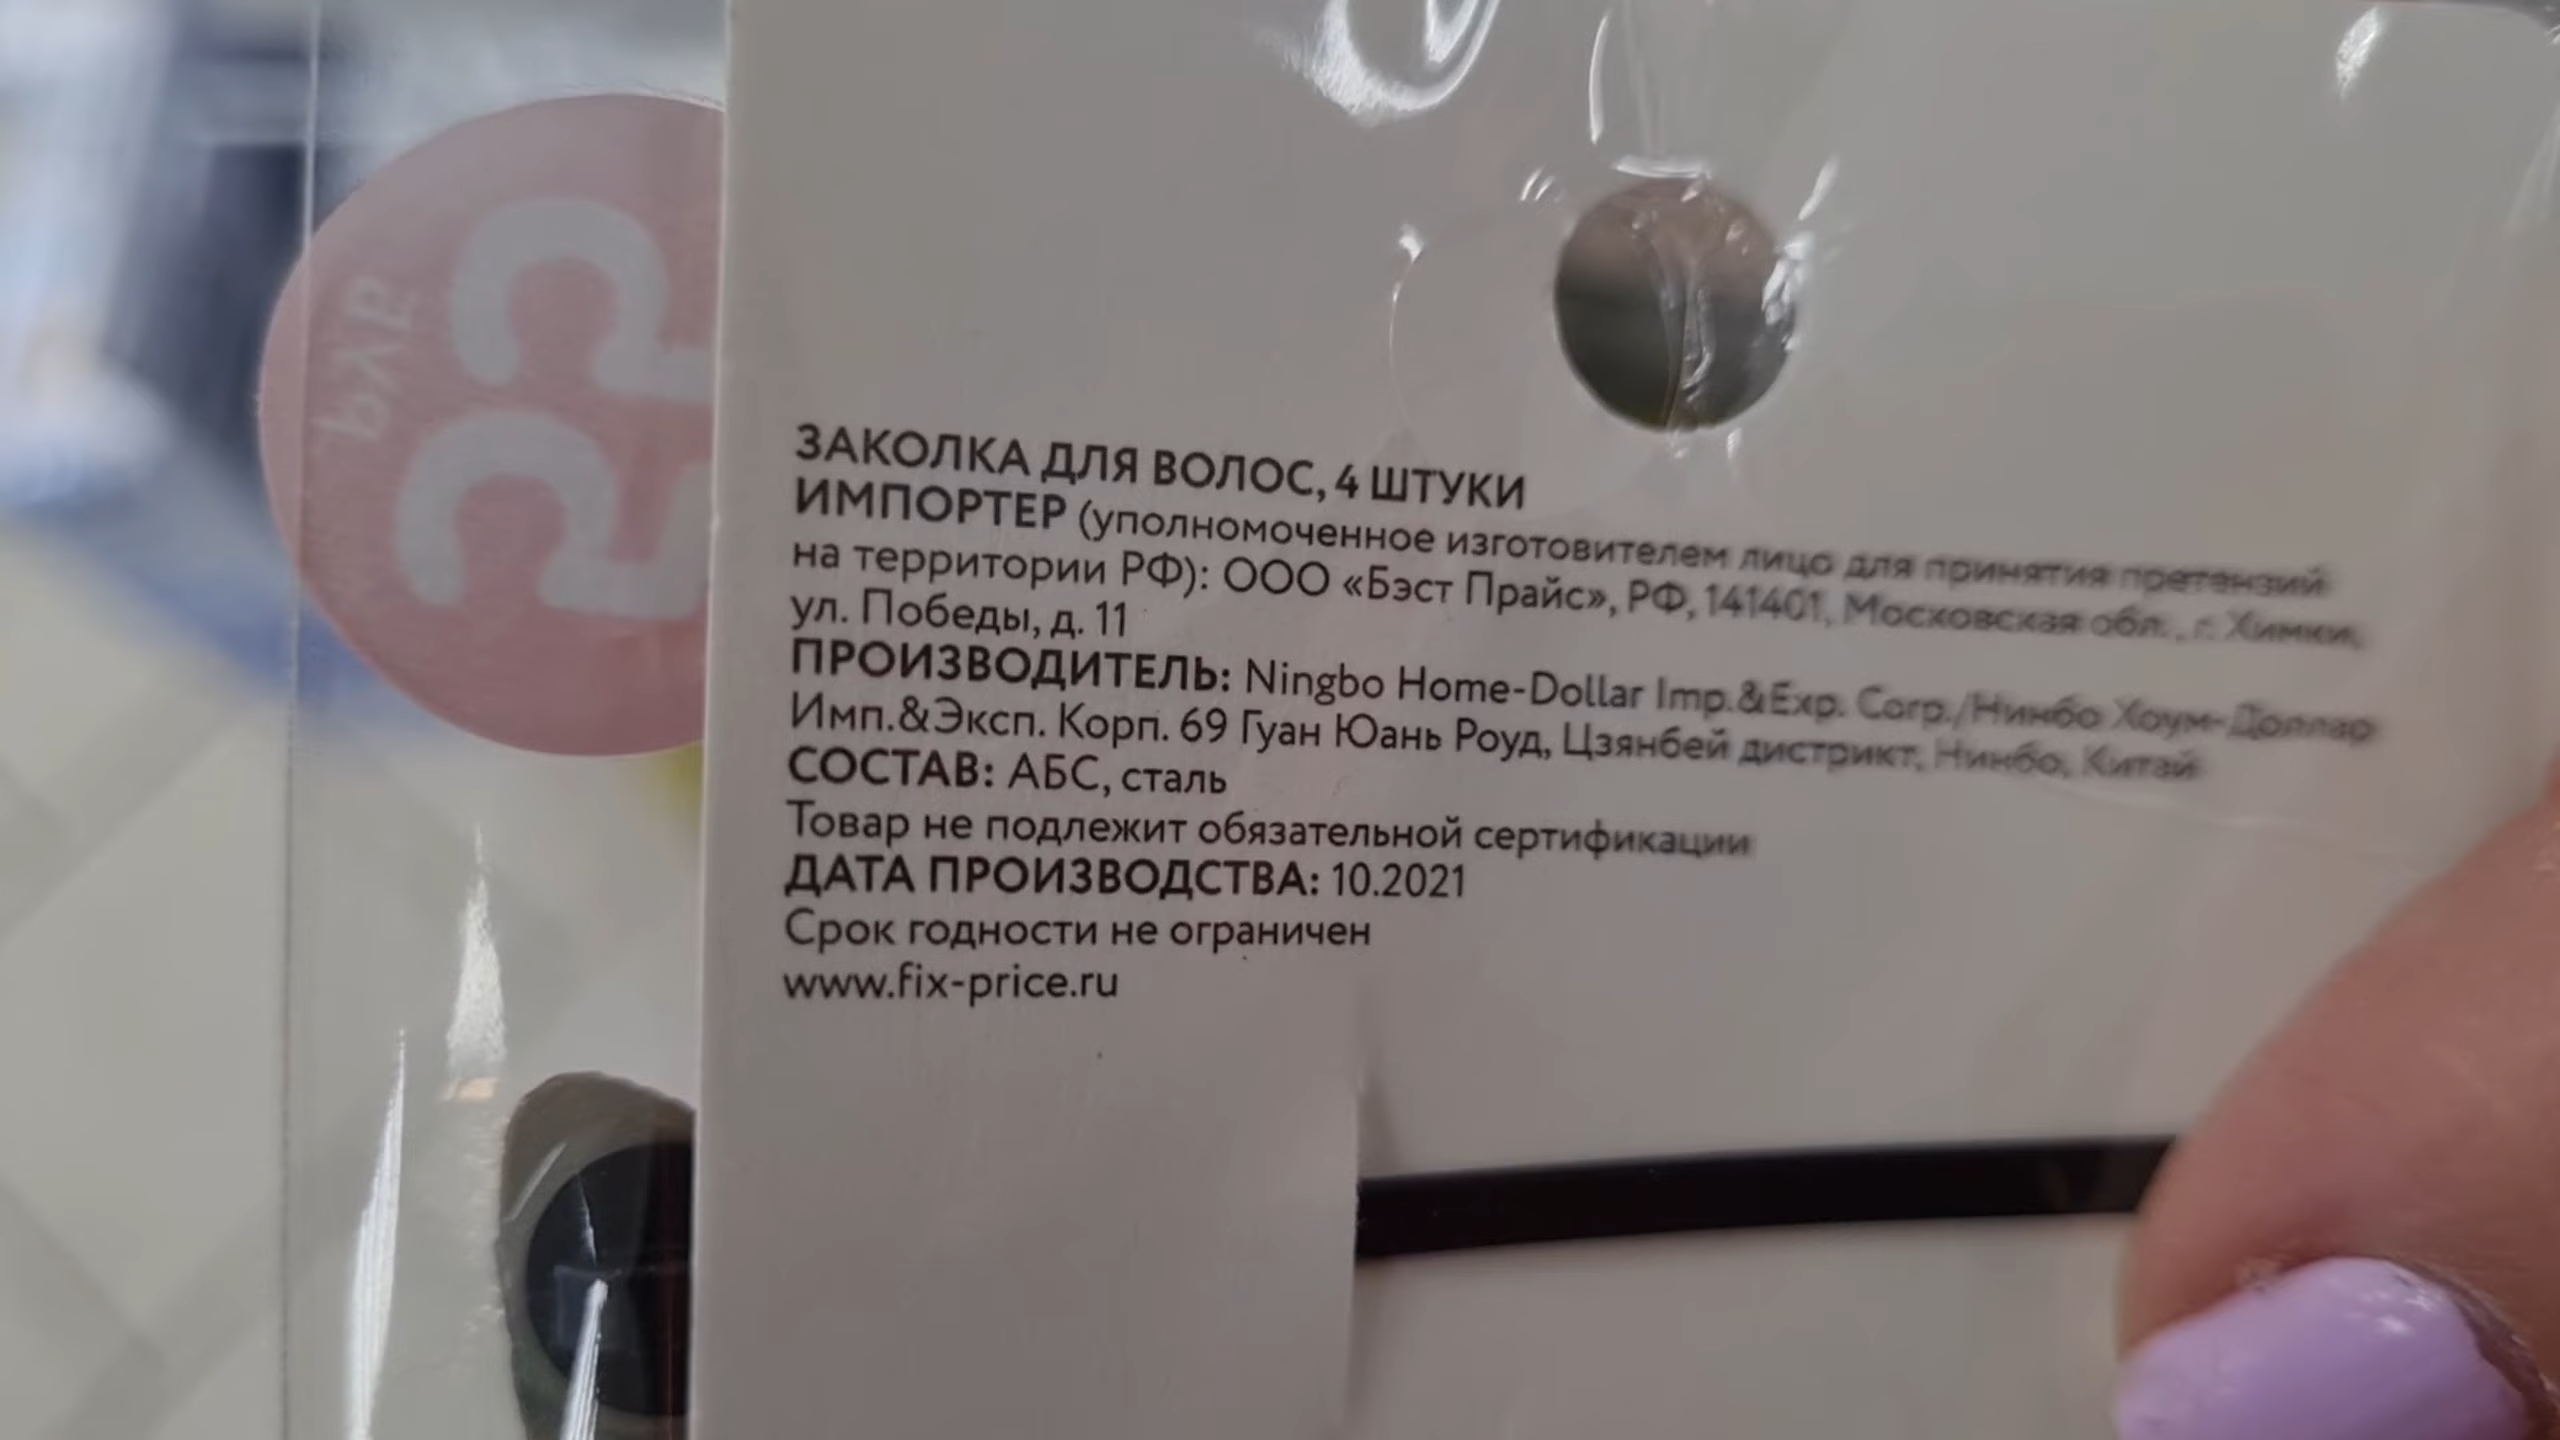 ЗАКОЛКА ДЛЯ ВОЛОС, 4 ШТУКИ
ИМПОРТЕР (уполномоченное изготовителем лицо для принятия претензий
на территории РФ): ООО «Бэст Прайс», РФ, 141401, Московская обл., г. Химки,
ул. Победы, д. 11
ПРОИЗВОДИТЕЛЬ: Ningbo Home-Dollar Imp.&Exp. Corp./Нинбо Хоум-Доллар
Имп.&Эксп. Корп. 69 Гуан Юань Роуд, Цзянбей дистрикт, Нинбо, Китай
СОСТАВ: АБС, сталь
Товар не подлежит обязательной сертификации
ДАТА ПРОИЗВОДСТВА: 10.2021
Срок годности не ограничен
www.fix-price.ru